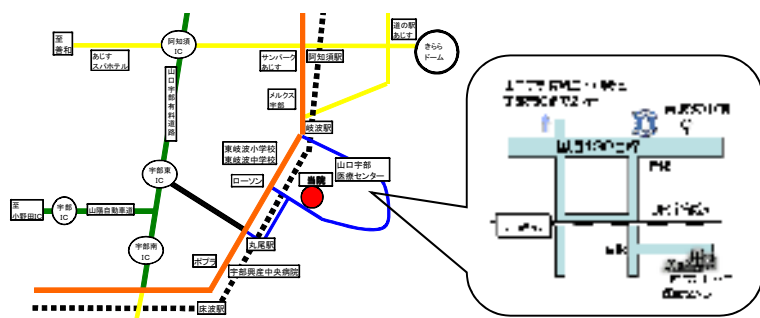 至
善和
あじす
スパホテル
阿知須
IC
サンパーク
あじす
阿知須駅
道の駅
あじす
きらら
ドーム
山口宇部有料道路
メルクス
宇部
岐波駅
東岐波小学校
東岐波中学校
ローソン
当院
山口宇部
医療センター
宇部東
IC
至
小野田IC
宇部
IC
山陽自動車道
宇部南
IC
丸尾駅
ポプラ
宇部興産中央病院
床波駅